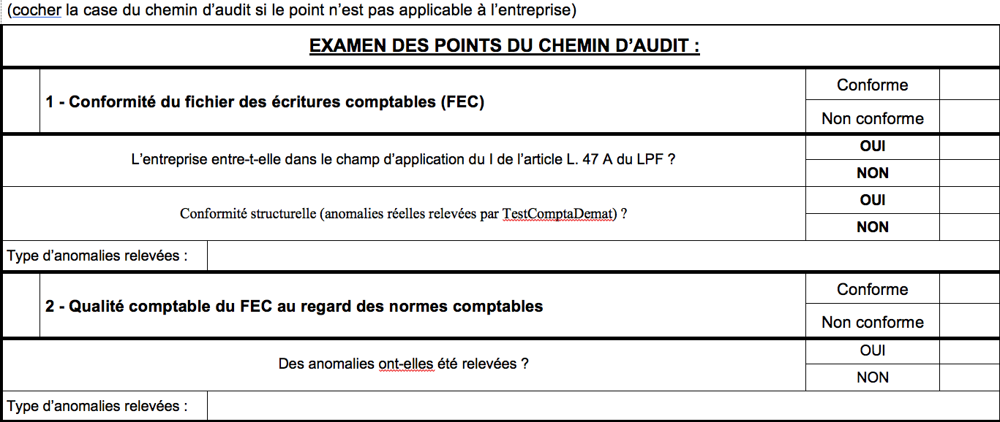 (cocher la case du chemin d’audit si le point n’est pas applicable à l’entreprise)
EXAMEN DES POINTS DU CHEMIN D’AUDIT :
1 - Conformité du fichier des écritures comptables (FEC)
Conforme
Non conforme
L’entreprise entre-t-elle dans le champ d’application du I de l’article L. 47 A du LPF ?
OUI
NON
Conformité structurelle (anomalies réelles relevées par TestComptaDemat) ?
OUI
NON
Type d’anomalies relevées :
2 - Qualité comptable du FEC au regard des normes comptables
Conforme
Non conforme
Des anomalies ont-elles été relevées ?
OUI
NON
Type d’anomalies relevées :